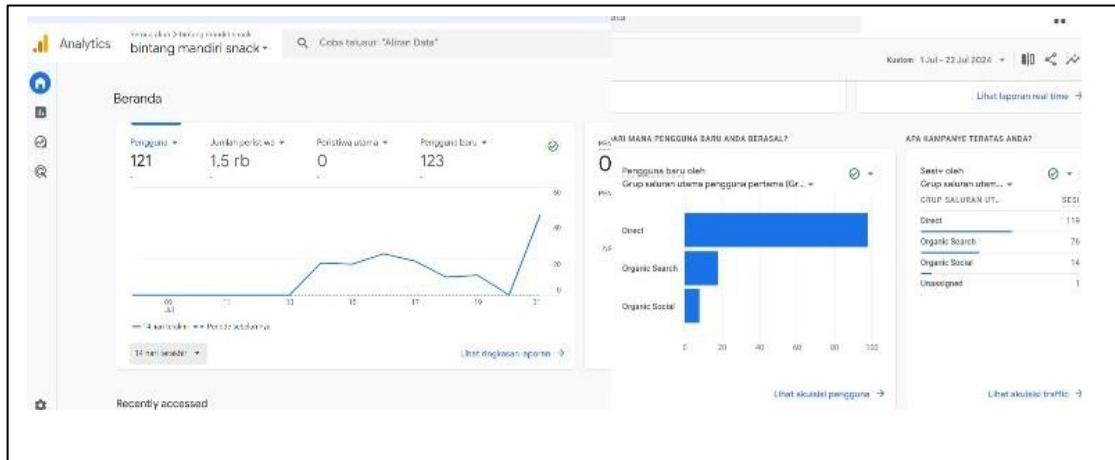 Analytics
bintang mandiri snack
Coba telusuri "Aliran Data"
Beranda
Pengguna
Jumlah peristiwa
Peristiwa utama
Pengguna baru
121
1,5 rb
0
123
60
40
20
0
09
11
13
15
17
19
21
Jul
14 hari terakhir
Periode sebelumnya
14 hari terakhir
Lihat ringkasan laporan
Recently accessed
Kustom 1 Jul - 22 Jul 2024
Lihat laporan real time
ARI MANA PENGGUNA BARU ANDA BERASAL?
0
Pengguna baru oleh
Grup saluran utama pengguna pertama (Gr...
Direct
Organic Search
Organic Social
0
20
40
60
80
100
Lihat akuisisi pengguna
APA KAMPANYE TERATAS ANDA?
Sesi oleh
Grup saluran utam...
GRUP SALURAN UT...
SESI
Direct
119
Organic Search
76
Organic Social
14
Unassigned
1
Lihat akuisisi traffic